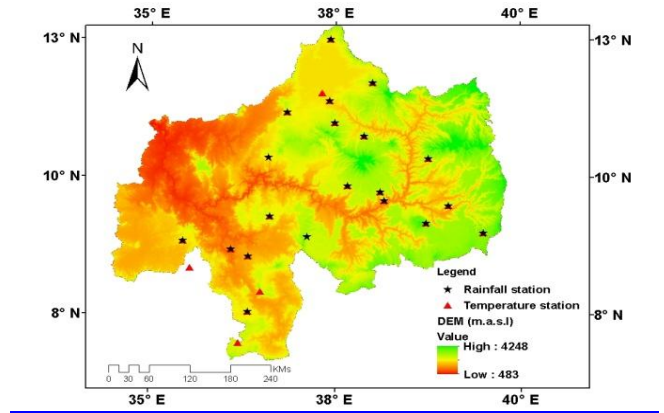 35° E 38° E 40° E
13° N 13° N
N
10° N 10° N
Legend
Rainfall station
Temperature station
8° N 8° N
DEM (m.a.s.l)
Value
High : 4248
Low : 483
KMs
0 30 60 120 180 240
35° E 38° E 40° E